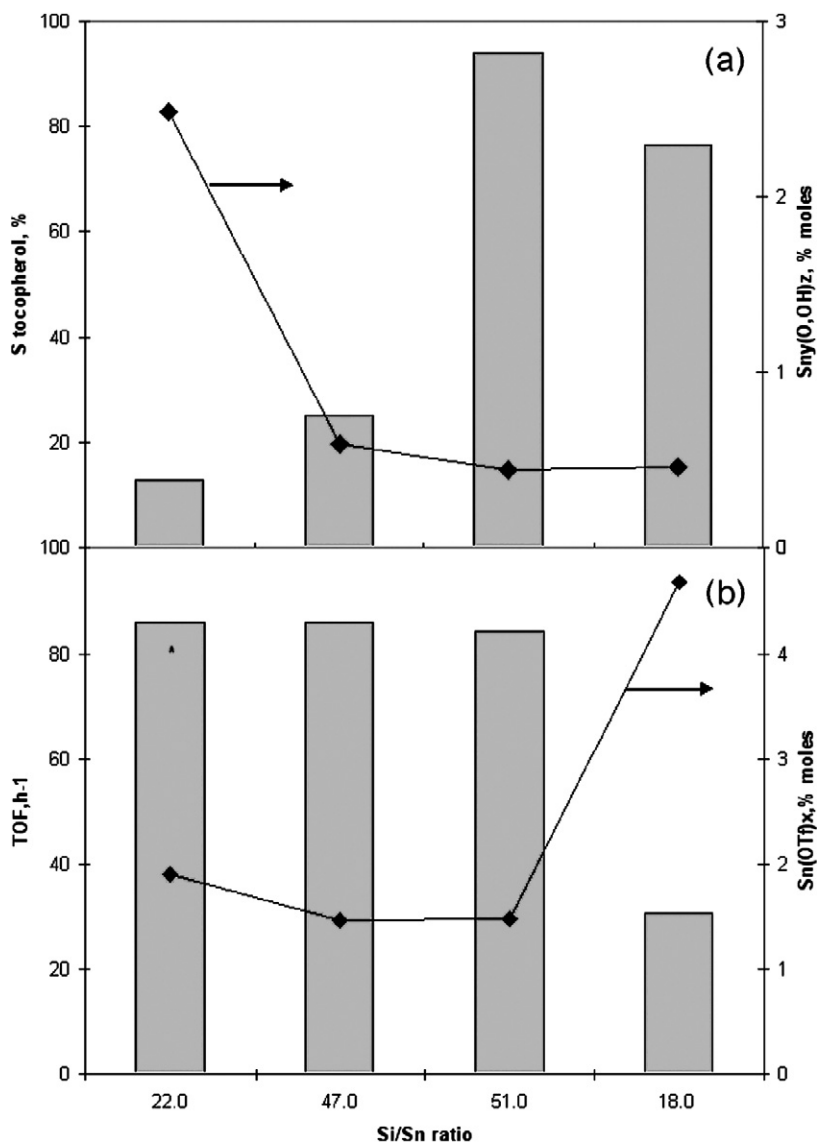 (a)
S tocopherol, %
100
80
60
40
20
3
2
1
0
Sny(O,OH)z, % moles
(b)
TOF,h-1
100
80
60
40
20
0
4
3
2
1
0
Sn(OTf)x,% moles
22.0 47.0 51.0 18.0
Si/Sn ratio